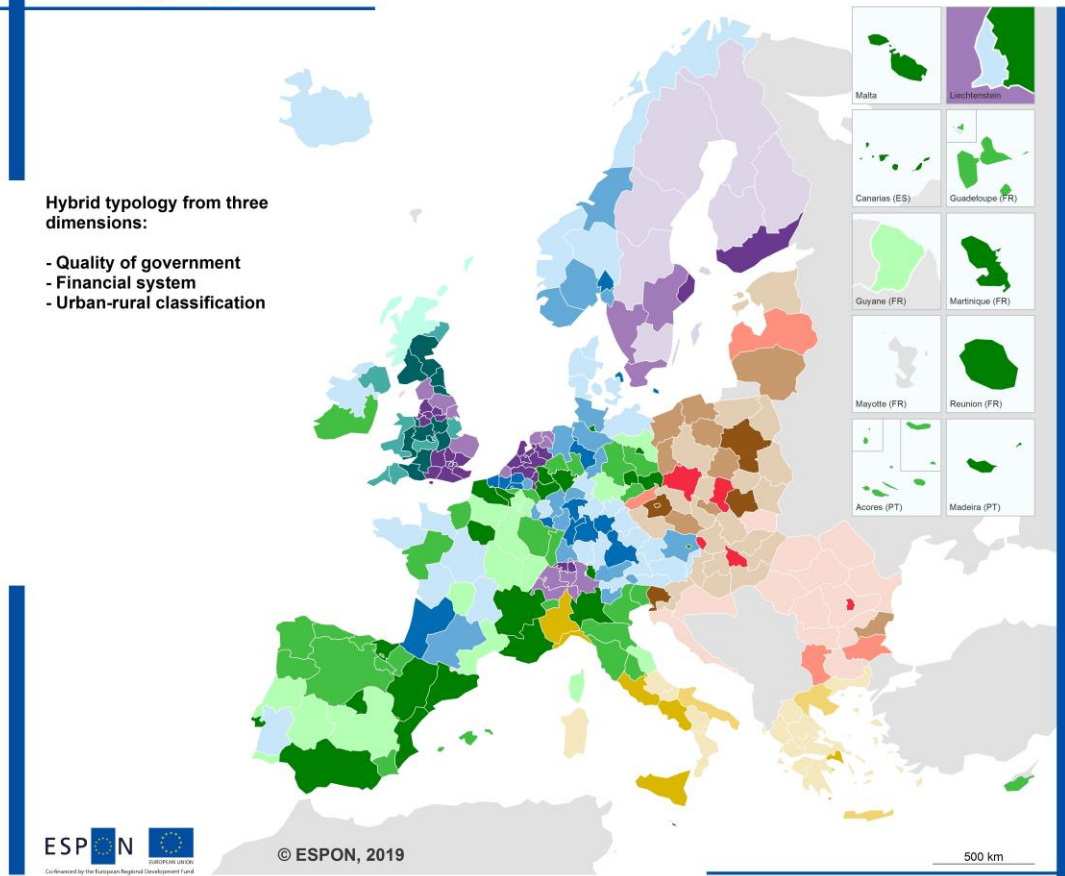 Hybrid typology from three
dimensions:
- Quality of government
- Financial system
- Urban-rural classification
Malta
Liechtenstein
Canarias (ES)
Guadeloupe (FR)
Guyane (FR)
Martinique (FR)
Mayotte (FR)
Reunion (FR)
Acores (PT)
Madeira (PT)
ESPON
EUROPEAN UNION
Co-financed by the European Regional Development Fund
© ESPON, 2019
500 km